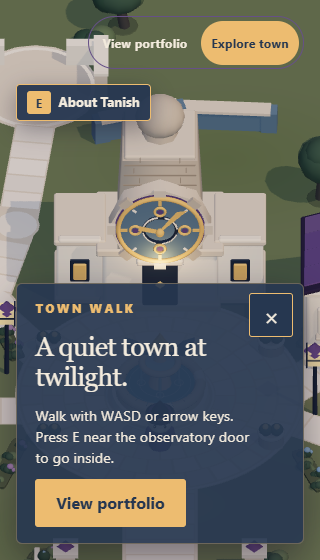 View portfolio
Explore town
E
About Tanish
TOWN WALK
×
A quiet town at
twilight.
Walk with WASD or arrow keys.
Press E near the observatory door
to go inside.
View portfolio